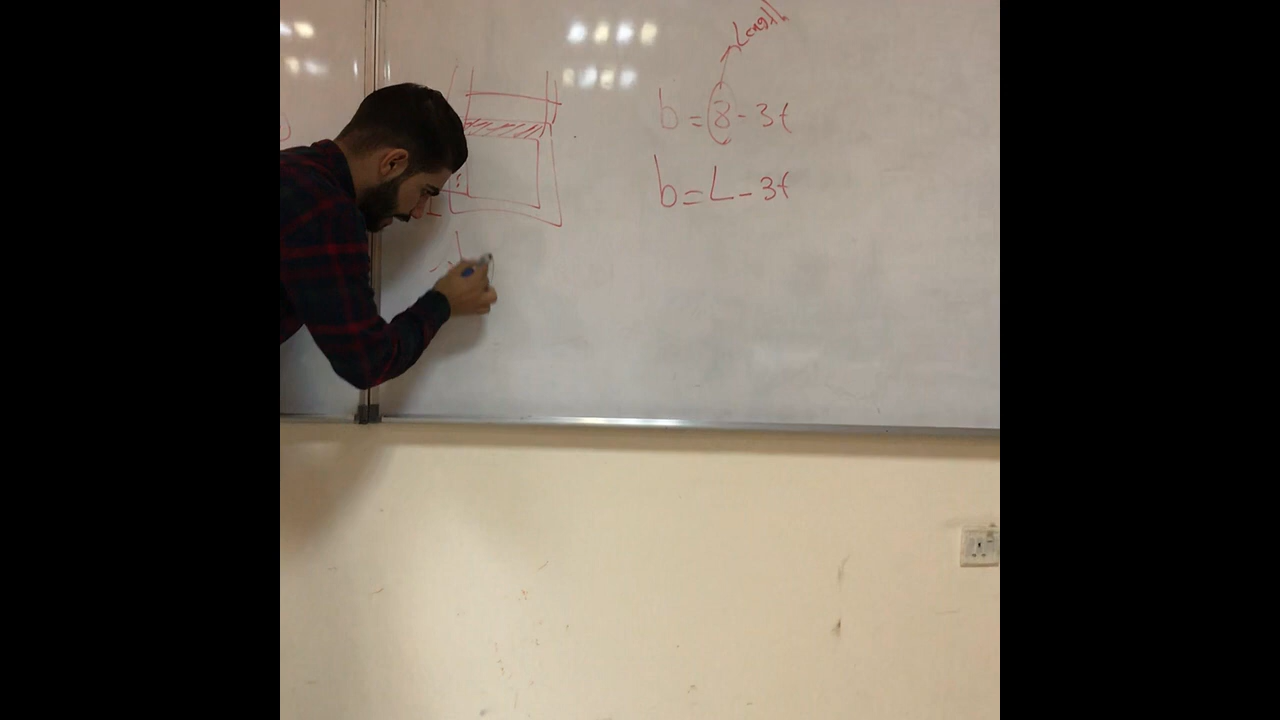 Length
b = 8 - 3t
b = L - 3t